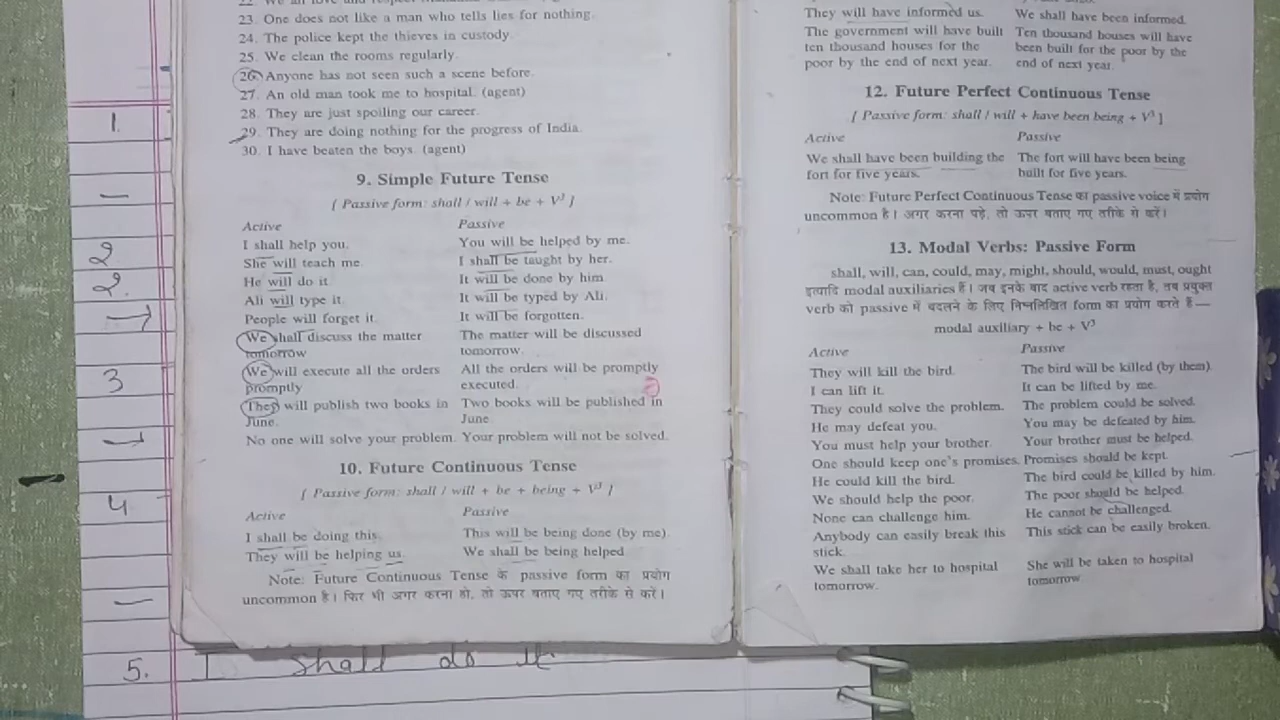 23. One does not like a man who tells lies for nothing.
24. The police kept the thieves in custody.
25. We clean the rooms regularly.
26. Anyone has not seen such a scene before.
27. An old man took me to hospital. (agent)
28. They are just spoiling our career.
29. They are doing nothing for the progress of India.
30. I have beaten the boys. (agent)
9. Simple Future Tense
[ Passive form: shall / will + be + V³ ]
Active Passive
I shall help you. You will be helped by me.
She will teach me. I shall be taught by her.
He will do it. It will be done by him
Ali will type it. It will be typed by Ali.
People will forget it. It will be forgotten.
We shall discuss the matter The matter will be discussed
tomorrow tomorrow.
We will execute all the orders All the orders will be promptly
promptly executed.
They will publish two books in Two books will be published in
June. June
No one will solve your problem. Your problem will not be solved.
10. Future Continuous Tense
[ Passive form: shall / will + be + being + V³ ]
Active Passive
I shall be doing this. This will be being done (by me)
They will be helping us. We shall be being helped
Note: Future Continuous Tense के passive form का प्रयोग
uncommon है। फिर भी अगर करना हो, तो ऊपर बताए गए तरीके से करें।
They will have informed us. We shall have been informed.
The government will have built Ten thousand houses will have
ten thousand houses for the been built for the poor by the
poor by the end of next year. end of next year.
12. Future Perfect Continuous Tense
[ Passive form: shall / will + have been being + V³ ]
Active Passive
We shall have been building the The fort will have been being
fort for five years. built for five years.
Note: Future Perfect Continuous Tense का passive voice में प्रयोग
uncommon है। अगर करना पड़े, तो ऊपर बताए गए तरीके से करें।
13. Modal Verbs: Passive Form
shall, will, can, could, may, might, should, would, must, ought
इत्यादि modal auxiliaries हैं। जब इनके बाद active verb रहता है, तब प्रयुक्त
verb को passive में बदलने के लिए निम्नलिखित form का प्रयोग करते हैं—
modal auxiliary + be + V³
Active Passive
They will kill the bird. The bird will be killed (by them).
I can lift it. It can be lifted by me.
They could solve the problem. The problem could be solved.
He may defeat you. You may be defeated by him.
You must help your brother. Your brother must be helped.
One should keep one's promises. Promises should be kept.
He could kill the bird. The bird could be killed by him.
We should help the poor. The poor should be helped.
None can challenge him. He cannot be challenged.
Anybody can easily break this This stick can be easily broken.
stick.
We shall take her to hospital She will be taken to hospital
tomorrow. tomorrow
1.
2
2.
3
4
5. I shall do it